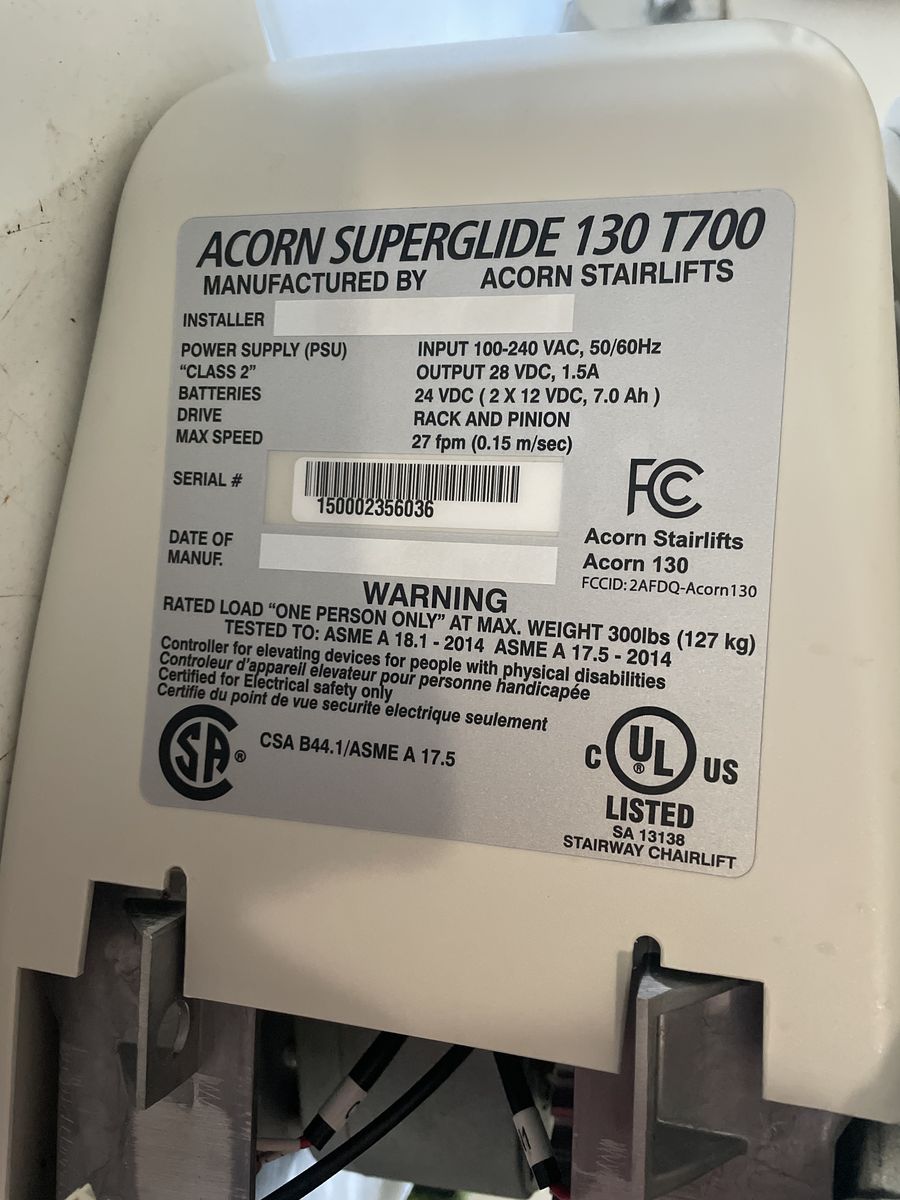 ACORN SUPERGLIDE 130 T700
MANUFACTURED BY ACORN STAIRLIFTS
INSTALLER
POWER SUPPLY (PSU) INPUT 100-240 VAC, 50/60Hz
“CLASS 2” OUTPUT 28 VDC, 1.5A
BATTERIES 24 VDC ( 2 X 12 VDC, 7.0 Ah )
DRIVE RACK AND PINION
MAX SPEED 27 fpm (0.15 m/sec)
SERIAL # 150002356036
FC
Acorn Stairlifts
Acorn 130
FCCID: 2AFDQ-Acorn130
DATE OF
MANUF.
WARNING
RATED LOAD “ONE PERSON ONLY” AT MAX. WEIGHT 300lbs (127 kg)
TESTED TO: ASME A 18.1 - 2014 ASME A 17.5 - 2014
Controller for elevating devices for people with physical disabilities
Controleur d'appareil elevateur pour personne handicapée
Certified for Electrical safety only
Certifie du point de vue securite electrique seulement
SA ® CSA B44.1/ASME A 17.5
C UL ® US
LISTED
SA 13138
STAIRWAY CHAIRLIFT